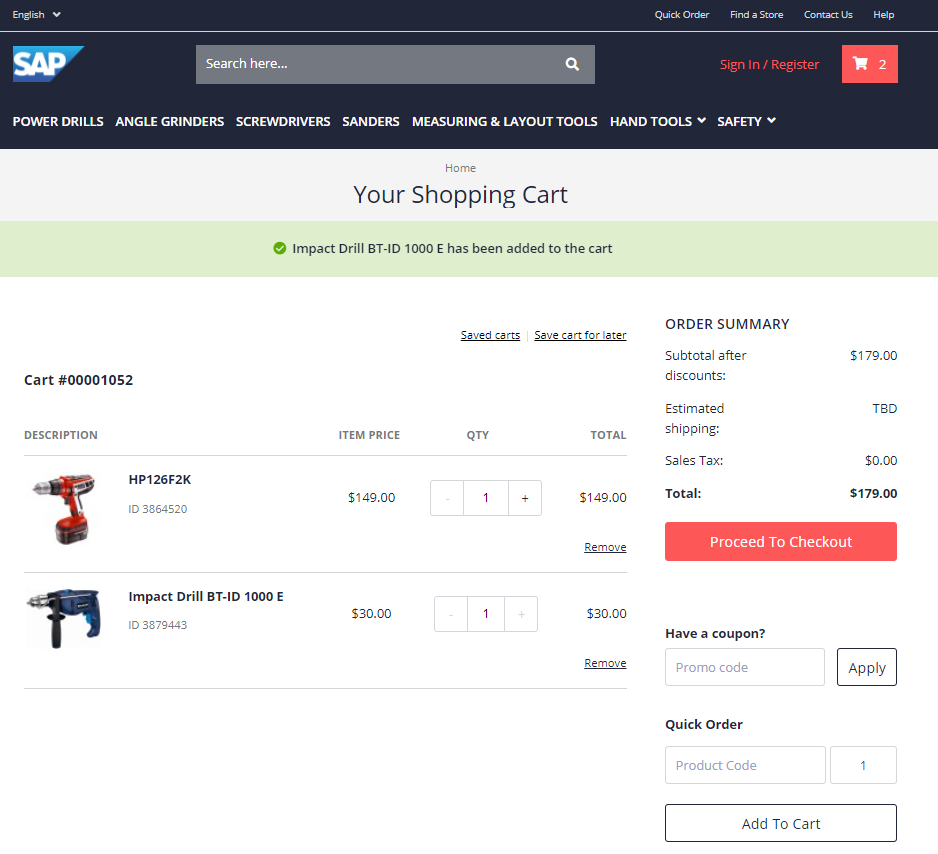 English
Quick Order Find a Store Contact Us Help
SAP
Search here...
Sign In / Register
2
POWER DRILLS ANGLE GRINDERS SCREWDRIVERS SANDERS MEASURING & LAYOUT TOOLS HAND TOOLS SAFETY
Home
Your Shopping Cart
Impact Drill BT-ID 1000 E has been added to the cart
Saved carts | Save cart for later
Cart #00001052
DESCRIPTION ITEM PRICE QTY TOTAL
HP126F2K
ID 3864520
$149.00 - 1 + $149.00
Remove
Impact Drill BT-ID 1000 E
ID 3879443
$30.00 - 1 + $30.00
Remove
ORDER SUMMARY
Subtotal after $179.00
discounts:
Estimated TBD
shipping:
Sales Tax: $0.00
Total: $179.00
Proceed To Checkout
Have a coupon?
Promo code Apply
Quick Order
Product Code 1
Add To Cart